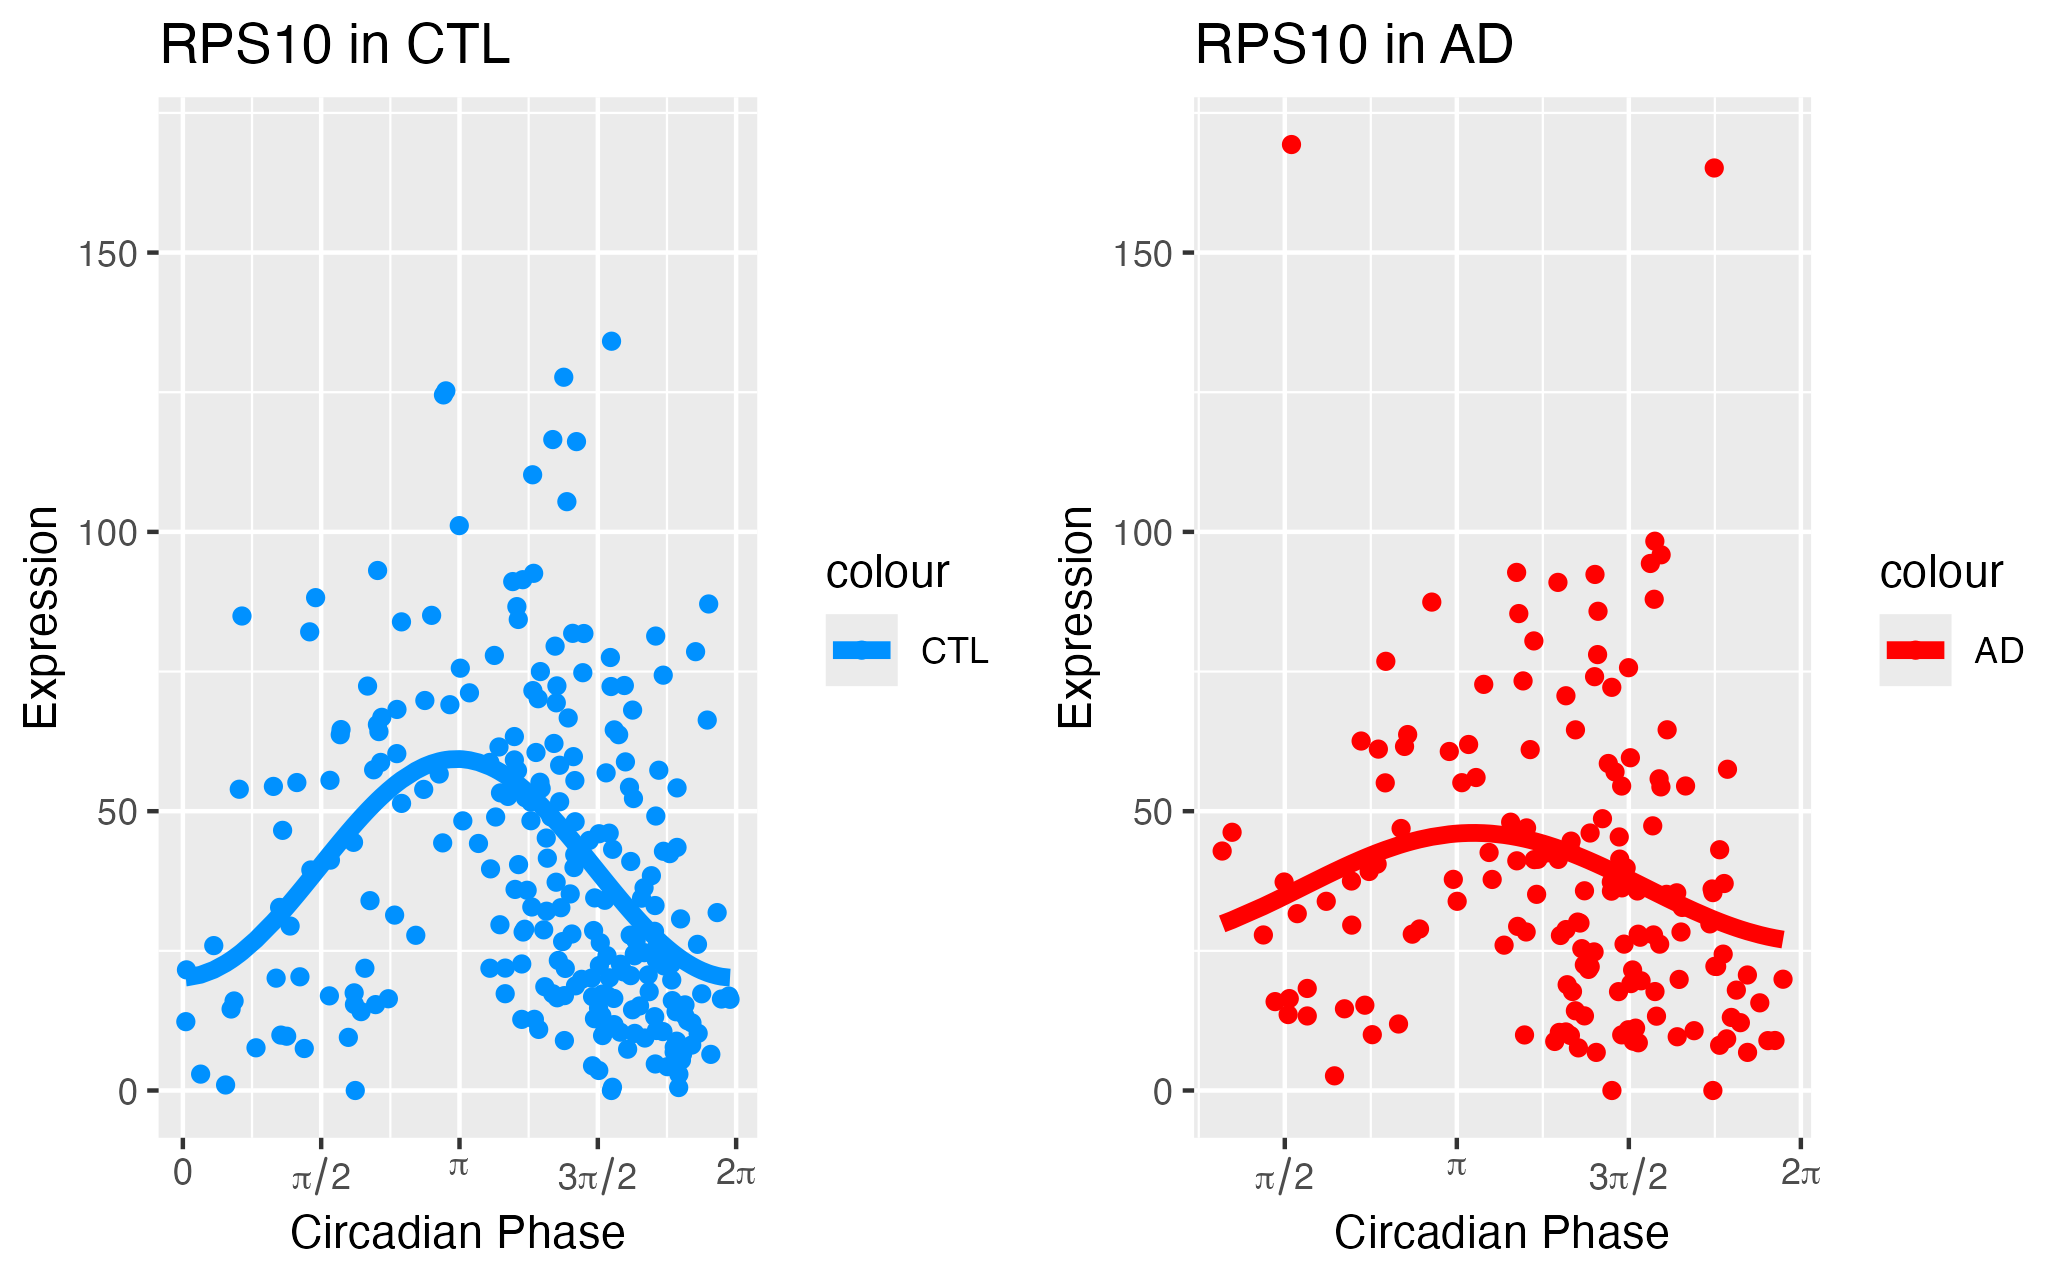 RPS10 in CTL
150
100
50
0
Expression
0 π/2 π 3π/2 2π
Circadian Phase
colour
CTL
RPS10 in AD
150
100
50
0
Expression
π/2 π 3π/2 2π
Circadian Phase
colour
AD